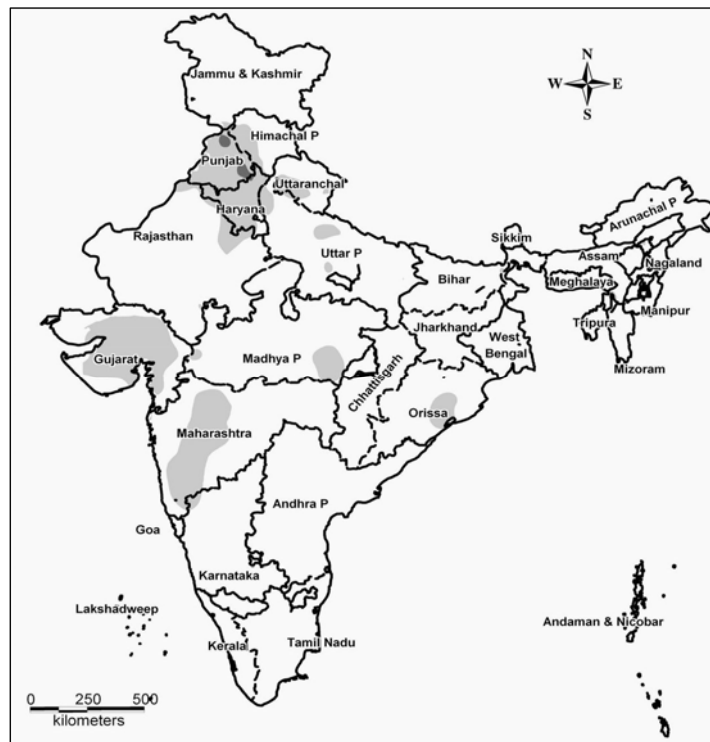 N
W E
S
Jammu & Kashmir
Himachal P
Punjab
Uttaranchal
Haryana
Arunachal P
Rajasthan
Sikkim
Uttar P
Assam
Nagaland
Bihar
Meghalaya
Manipur
Jharkhand
Tripura
West
Bengal
Gujarat
Madhya P
Mizoram
Chhattisgarh
Orissa
Maharashtra
Andhra P
Goa
Karnataka
Lakshadweep
Andaman & Nicobar
Kerala
Tamil Nadu
0 250 500
kilometers